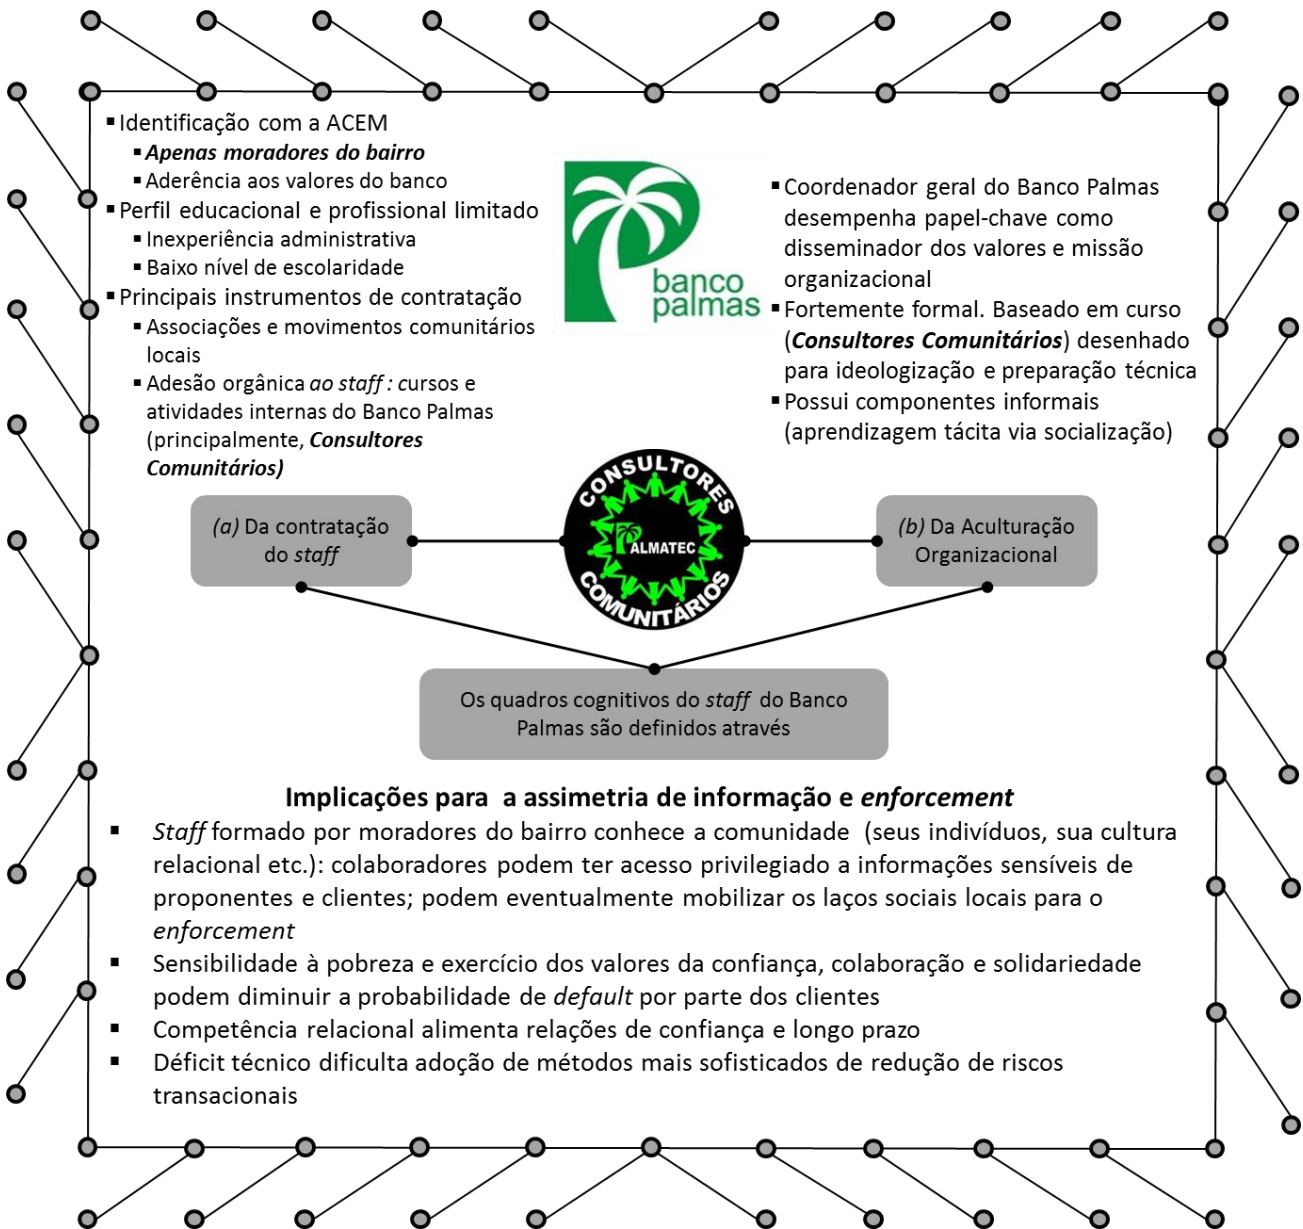 ▪ Identificação com a ACEM
▪ Apenas moradores do bairro
▪ Aderência aos valores do banco
▪ Perfil educacional e profissional limitado
▪ Inexperiência administrativa
▪ Baixo nível de escolaridade
▪ Principais instrumentos de contratação
▪ Associações e movimentos comunitários
locais
▪ Adesão orgânica ao staff : cursos e
atividades internas do Banco Palmas
(principalmente, Consultores
Comunitários)
banco
palmas
▪ Coordenador geral do Banco Palmas
desempenha papel-chave como
disseminador dos valores e missão
organizacional
▪ Fortemente formal. Baseado em curso
(Consultores Comunitários) desenhado
para ideologização e preparação técnica
▪ Possui componentes informais
(aprendizagem tácita via socialização)
(a) Da contratação
do staff
CONSULTORES
PALMATEC
COMUNITÁRIOS
(b) Da Aculturação
Organizacional
Os quadros cognitivos do staff do Banco
Palmas são definidos através
Implicações para a assimetria de informação e enforcement
▪ Staff formado por moradores do bairro conhece a comunidade (seus indivíduos, sua cultura
relacional etc.): colaboradores podem ter acesso privilegiado a informações sensíveis de
proponentes e clientes; podem eventualmente mobilizar os laços sociais locais para o
enforcement
▪ Sensibilidade à pobreza e exercício dos valores da confiança, colaboração e solidariedade
podem diminuir a probabilidade de default por parte dos clientes
▪ Competência relacional alimenta relações de confiança e longo prazo
▪ Déficit técnico dificulta adoção de métodos mais sofisticados de redução de riscos
transacionais